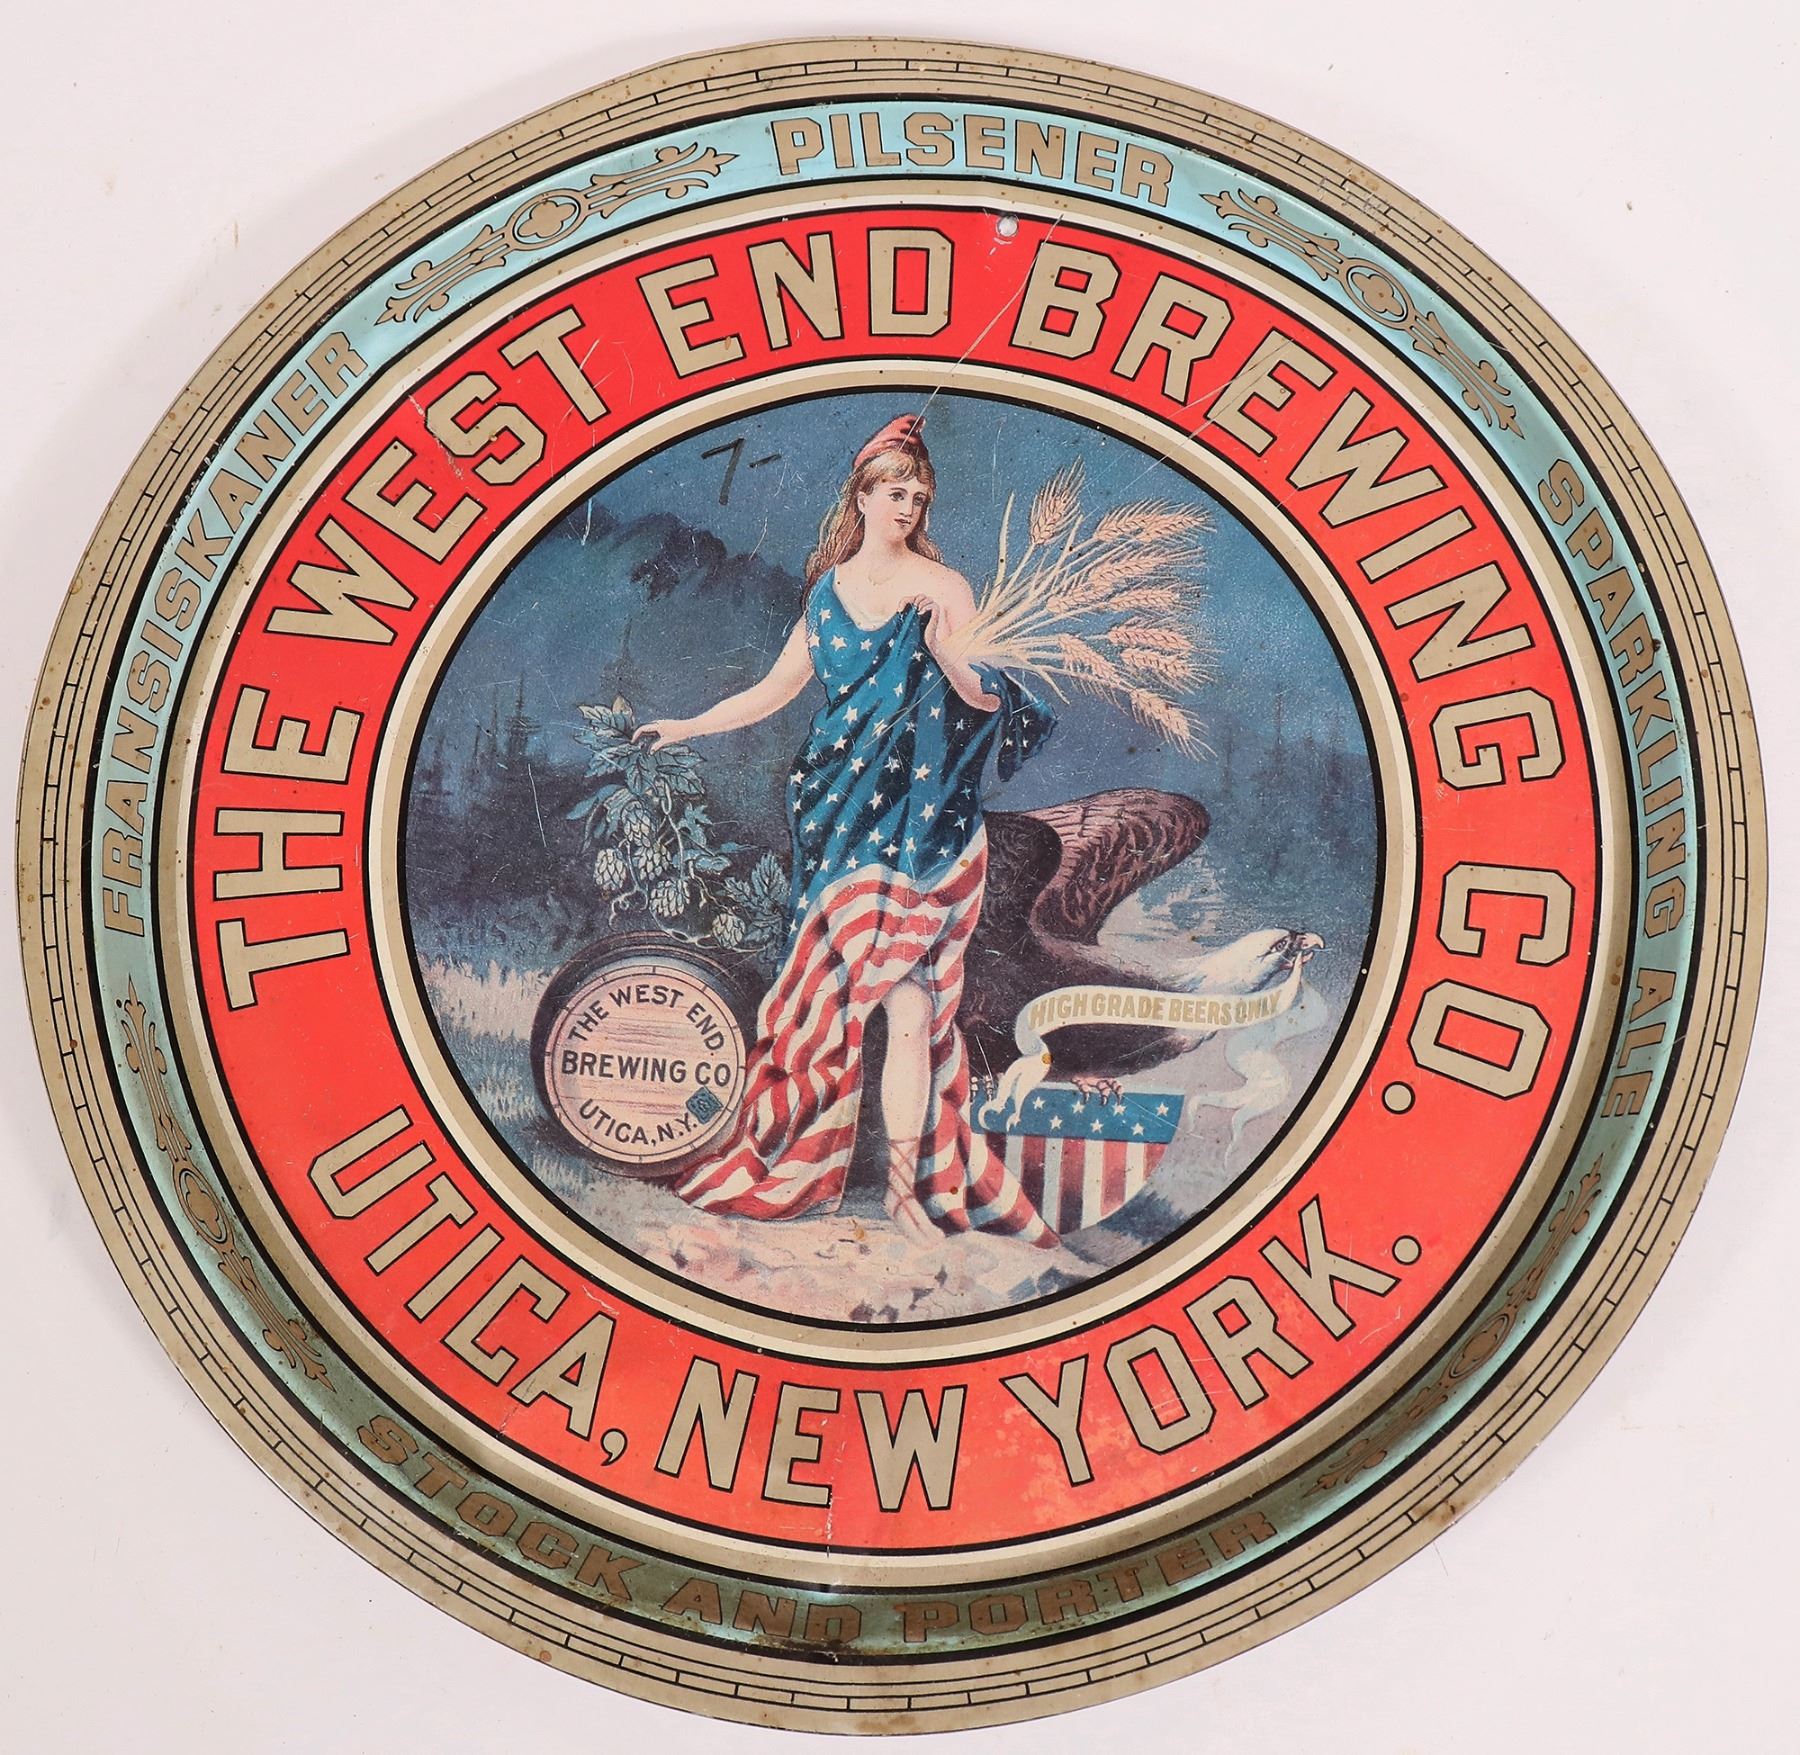 PILSENER
FRANSISKANER
SPARKLING ALE
STOCK AND PORTER
THE WEST END BREWING CO.
UTICA, NEW YORK.
7-
THE WEST END
BREWING CO
UTICA, N.Y.
HIGH GRADE BEERS ONLY